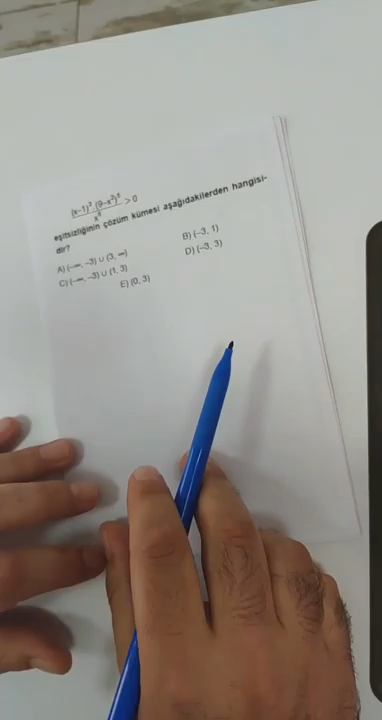 (x–1)³ (9–x²)⁵
x⁶ > 0
eşitsizliğinin çözüm kümesi aşağıdakilerden hangisi-
dir?
A) (–∞, –3) ∪ (3, ∞) B) (–3, 1)
C) (–∞, –3) ∪ (1, 3) D) (–3, 3)
E) (0, 3)